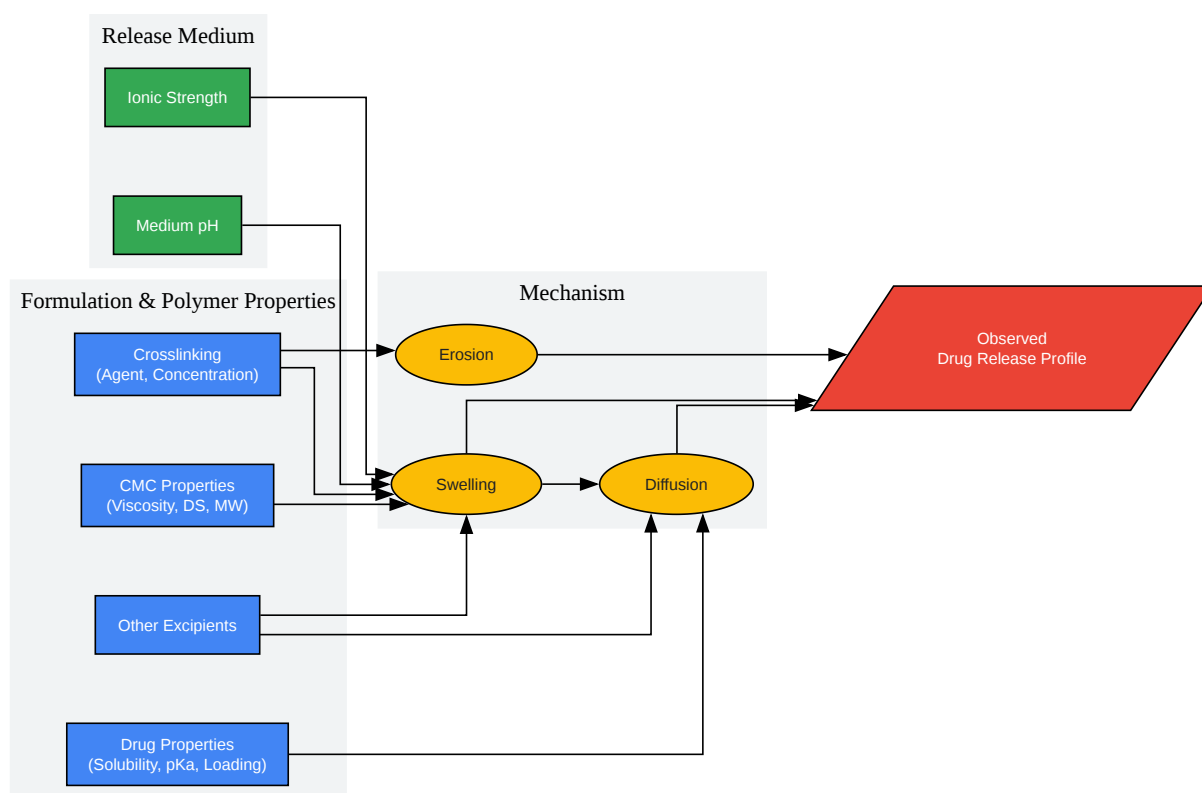 Release Medium
Ionic Strength
Medium pH
Formulation & Polymer Properties
Crosslinking
(Agent, Concentration)
CMC Properties
(Viscosity, DS, MW)
Other Excipients
Drug Properties
(Solubility, pKa, Loading)
Mechanism
Erosion
Swelling
Diffusion
Observed
Drug Release Profile